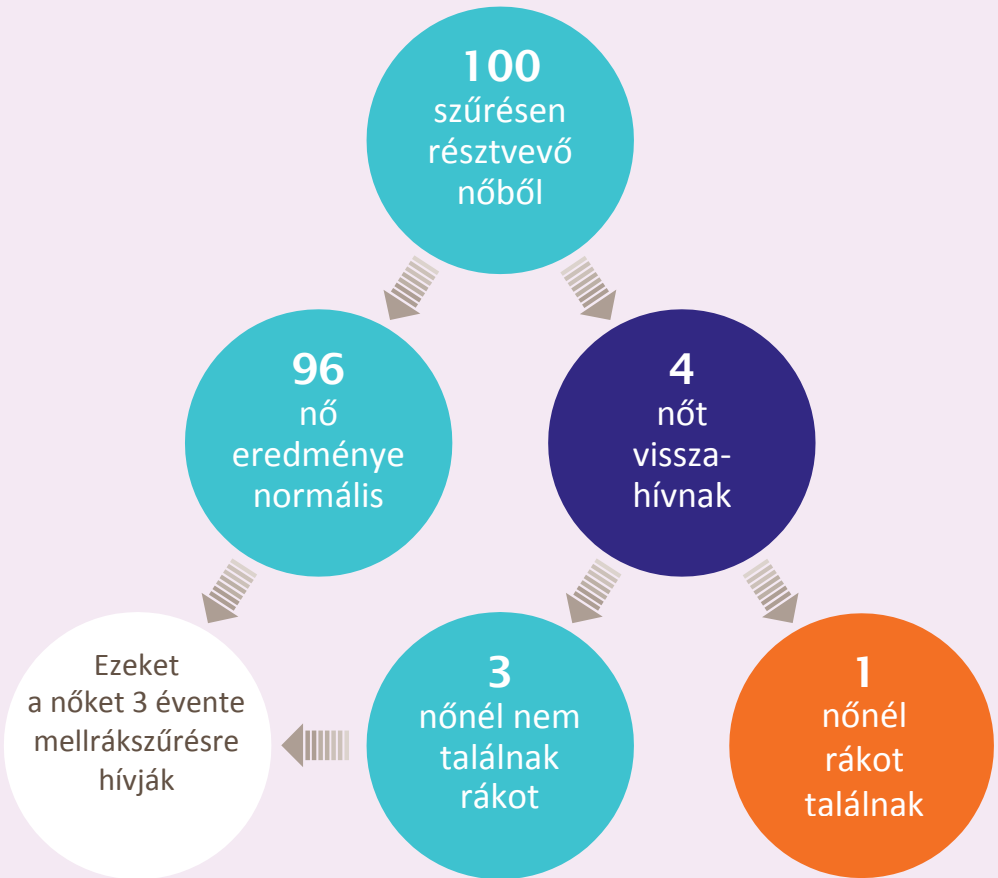 100
szűrésen
résztvevő
nőből
96
nő
eredménye
normális
4
nőt
vissza-
hívnak
Ezeket
a nőket 3 évente
mellrákszűrésre
hívják
3
nőnél nem
találnak
rákot
1
nőnél
rákot
találnak